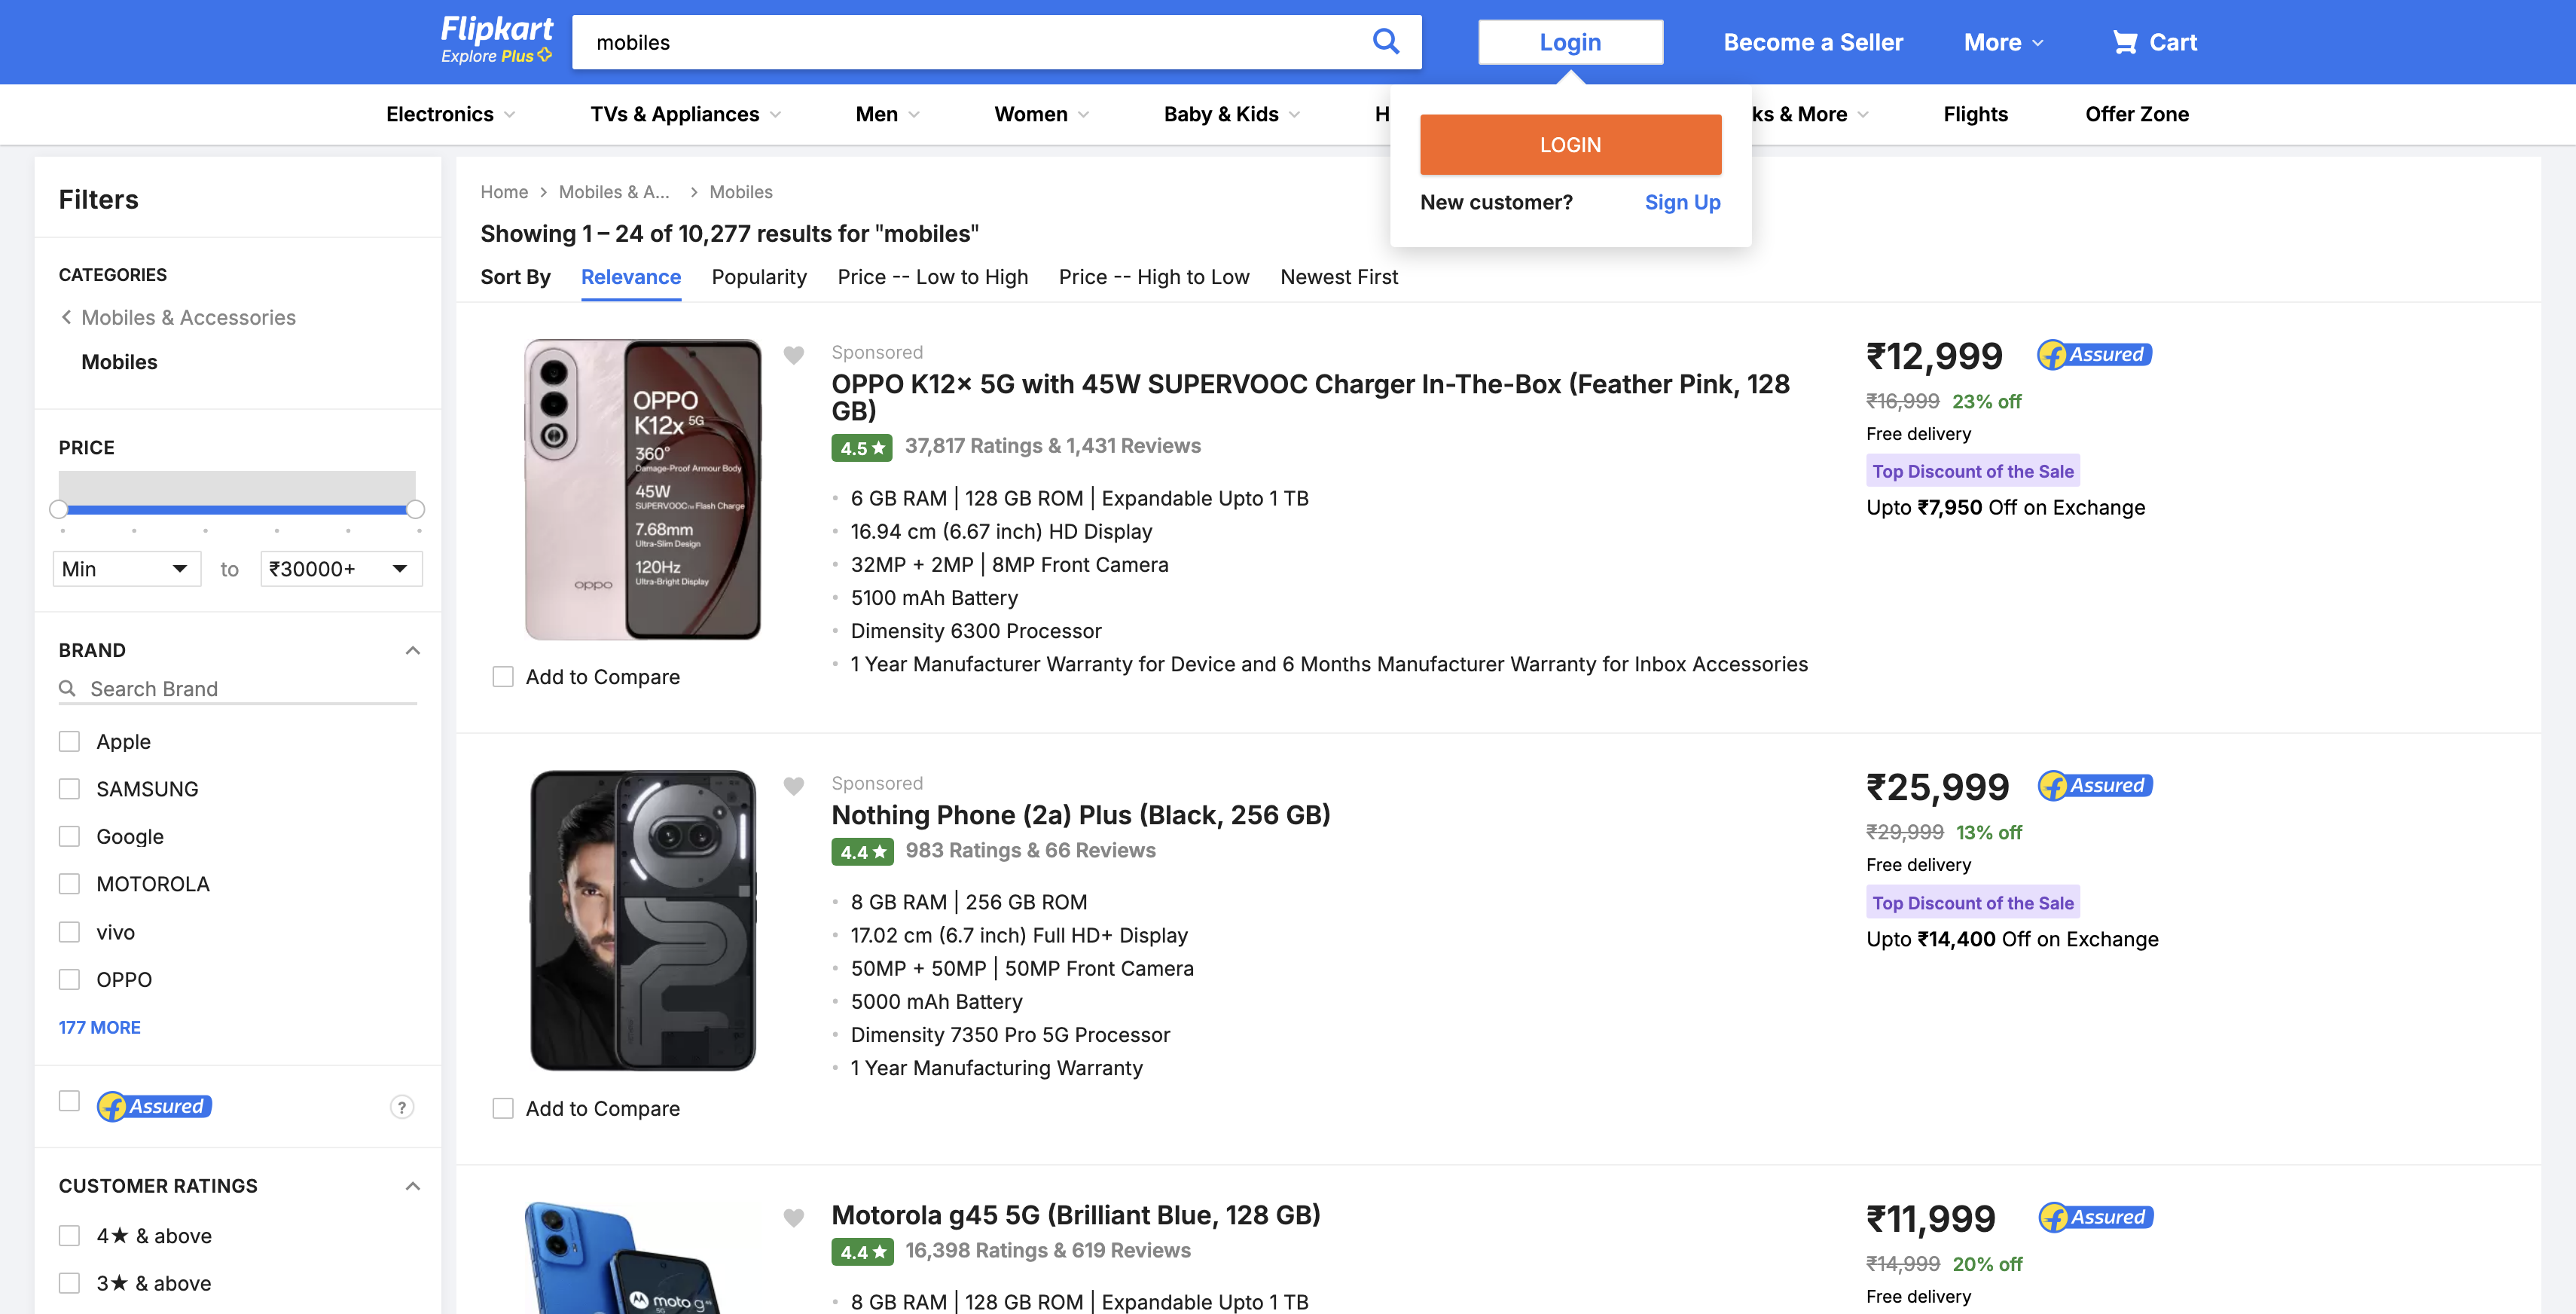 Flipkart
Explore Plus
mobiles
Login
Become a Seller
More
Cart
Electronics
TVs & Appliances
Men
Women
Baby & Kids
H
ks & More
Flights
Offer Zone
LOGIN
New customer?
Sign Up
Filters
CATEGORIES
Mobiles & Accessories
Mobiles
PRICE
Min
to
₹30000+
BRAND
Search Brand
Apple
SAMSUNG
Google
MOTOROLA
vivo
OPPO
177 MORE
Assured
?
CUSTOMER RATINGS
4★ & above
3★ & above
Home > Mobiles & A... > Mobiles
Showing 1 – 24 of 10,277 results for "mobiles"
Sort By
Relevance
Popularity
Price -- Low to High
Price -- High to Low
Newest First
OPPO
K12x 5G
360°
Damage-Proof Armour Body
45W
SUPERVOOC™ Flash Charge
7.68mm
Ultra-Slim Design
120Hz
Ultra-Bright Display
oppo
Add to Compare
Sponsored
OPPO K12x 5G with 45W SUPERVOOC Charger In-The-Box (Feather Pink, 128
GB)
4.5★ 37,817 Ratings & 1,431 Reviews
6 GB RAM | 128 GB ROM | Expandable Upto 1 TB
16.94 cm (6.67 inch) HD Display
32MP + 2MP | 8MP Front Camera
5100 mAh Battery
Dimensity 6300 Processor
1 Year Manufacturer Warranty for Device and 6 Months Manufacturer Warranty for Inbox Accessories
₹12,999
Assured
₹16,999 23% off
Free delivery
Top Discount of the Sale
Upto ₹7,950 Off on Exchange
Add to Compare
Sponsored
Nothing Phone (2a) Plus (Black, 256 GB)
4.4★ 983 Ratings & 66 Reviews
8 GB RAM | 256 GB ROM
17.02 cm (6.7 inch) Full HD+ Display
50MP + 50MP | 50MP Front Camera
5000 mAh Battery
Dimensity 7350 Pro 5G Processor
1 Year Manufacturing Warranty
₹25,999
Assured
₹29,999 13% off
Free delivery
Top Discount of the Sale
Upto ₹14,400 Off on Exchange
moto g45
Motorola g45 5G (Brilliant Blue, 128 GB)
4.4★ 16,398 Ratings & 619 Reviews
8 GB RAM | 128 GB ROM | Expandable Upto 1 TB
₹11,999
Assured
₹14,999 20% off
Free delivery